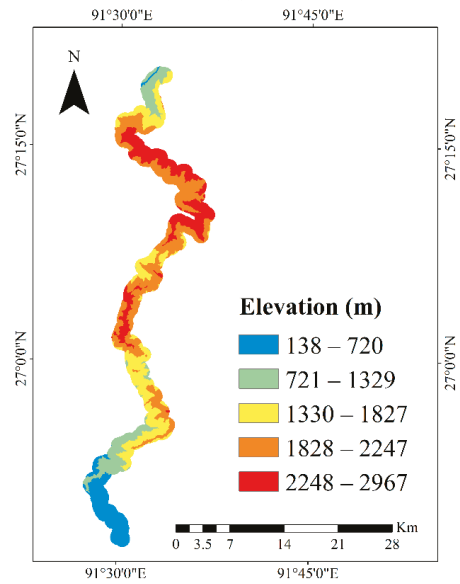 91°30'0"E 91°45'0"E
27°15'0"N 27°15'0"N
27°0'0"N 27°0'0"N
Elevation (m)
138 – 720
721 – 1329
1330 – 1827
1828 – 2247
2248 – 2967
Km
0 3.5 7 14 21 28
91°30'0"E 91°45'0"E